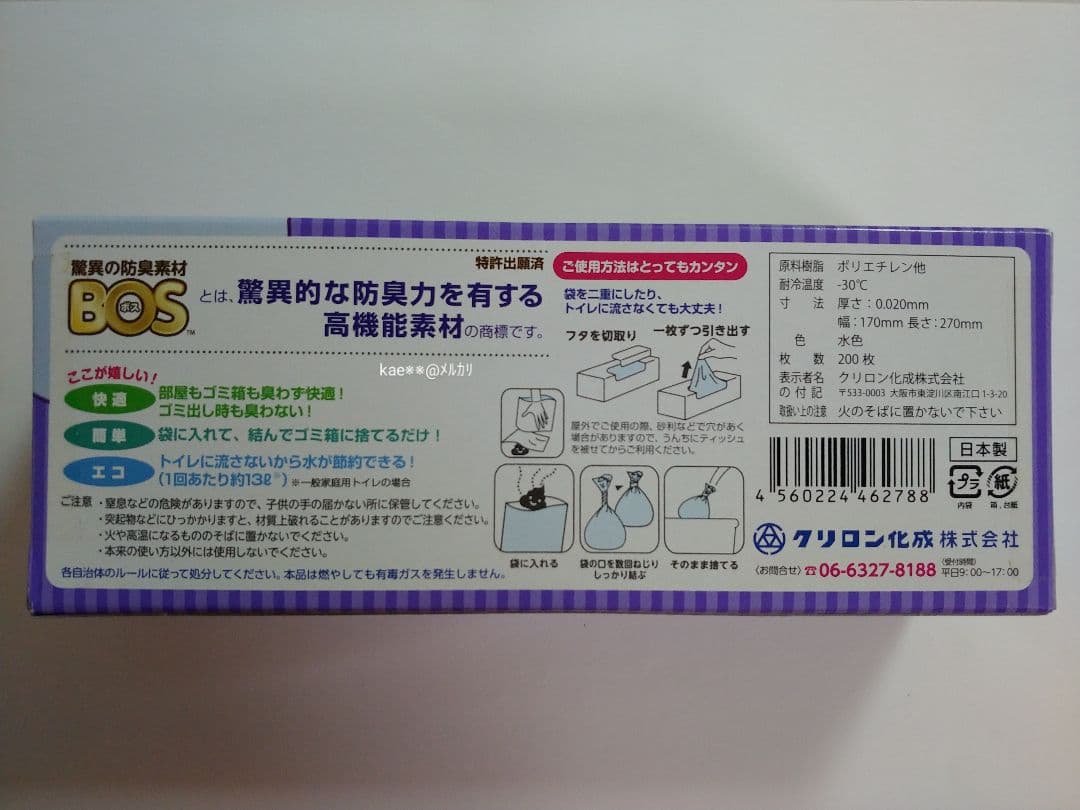 驚異の防臭素材
BOS
ボス
TM
とは、驚異的な防臭力を有する
高機能素材の商標です。
特許出願済
ここが嬉しい!
快適
部屋もゴミ箱も臭わず快適!
ゴミ出し時も臭わない!
簡単
袋に入れて、結んでゴミ箱に捨てるだけ!
エコ
トイレに流さないから水が節約できる!
(1回あたり約13ℓ※) ※一般家庭用トイレの場合
ご注意 ・窒息などの危険がありますので、子供の手の届かない所に保管してください。
・突起物などにひっかかりますと、材質上破れることがありますのでご注意ください。
・火や高温になるもののそばに置かないでください。
・本来の使い方以外には使用しないでください。
各自治体のルールに従って処分してください。本品は燃やしても有毒ガスを発生しません。
kae**@メルカリ
ご使用方法はとってもカンタン
袋を二重にしたり、
トイレに流さなくても大丈夫!
フタを切取り
一枚ずつ引き出す
屋外でご使用の際、砂利などで穴があく
場合がありますので、うんちにティッシュ
を被せてからご利用ください。
袋に入れる
袋の口を数回ねじり
しっかり結ぶ
そのまま捨てる
原料樹脂 ポリエチレン他
耐冷温度 -30℃
寸法 厚さ:0.020mm
幅:170mm 長さ:270mm
色 水色
枚数 200枚
表示者名 クリロン化成株式会社
の付記 〒533-0003 大阪市東淀川区南江口1-3-20
取扱い上の注意 火のそばに置かないで下さい
4 560224 462788
日本製
プラ
内袋
紙
箱、台紙
クリロン化成株式会社
〈お問合せ〉☎06-6327-8188 〈受付時間〉平日9:00〜17:00